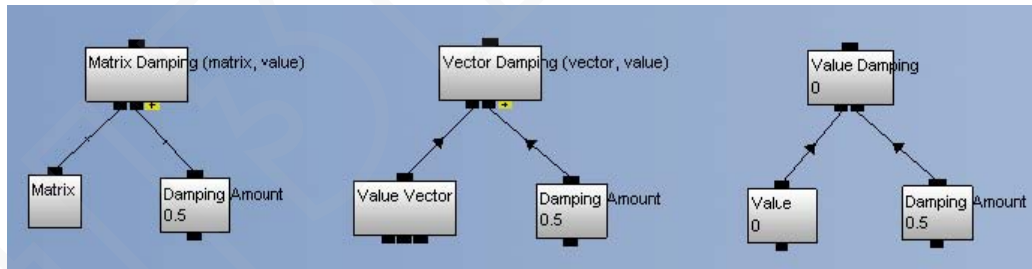 Matrix Damping (matrix, value)
Matrix
Damping Amount
0.5
Vector Damping (vector, value)
Value Vector
Damping Amount
0.5
Value Damping
0
Value
0
Damping Amount
0.5